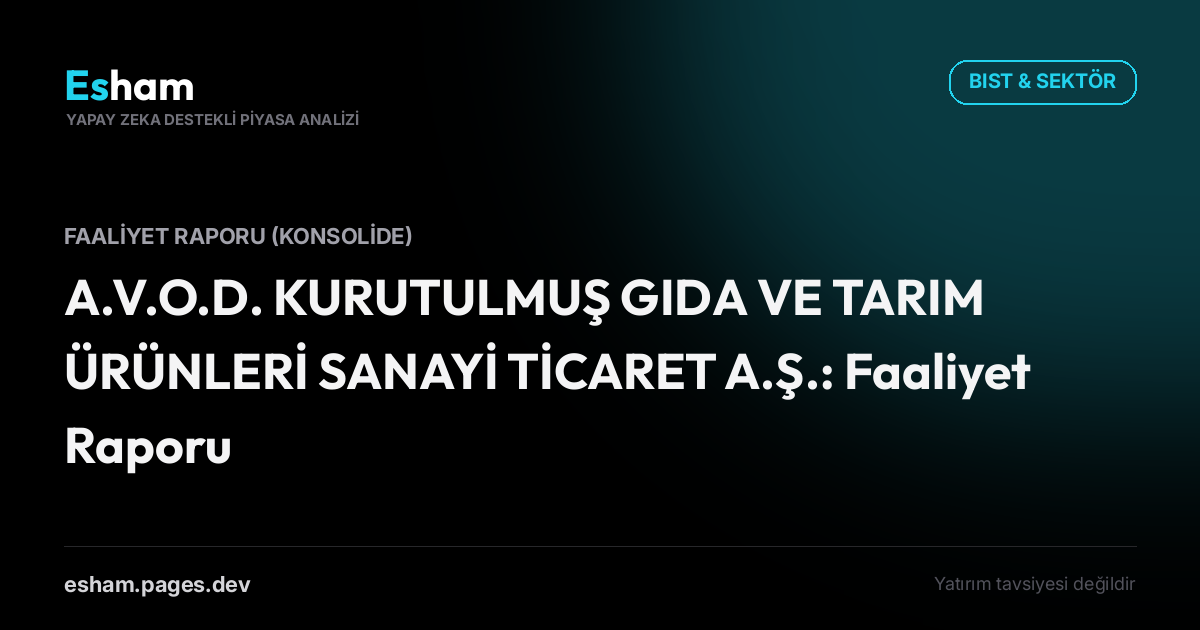 Esham
YAPAY ZEKA DESTEKLİ PİYASA ANALİZİ
BIST & SEKTÖR
FAALİYET RAPORU (KONSOLİDE)
A.V.O.D. KURUTULMUŞ GIDA VE TARIM
ÜRÜNLERİ SANAYİ TİCARET A.Ş.: Faaliyet
Raporu
esham.pages.dev
Yatırım tavsiyesi değildir